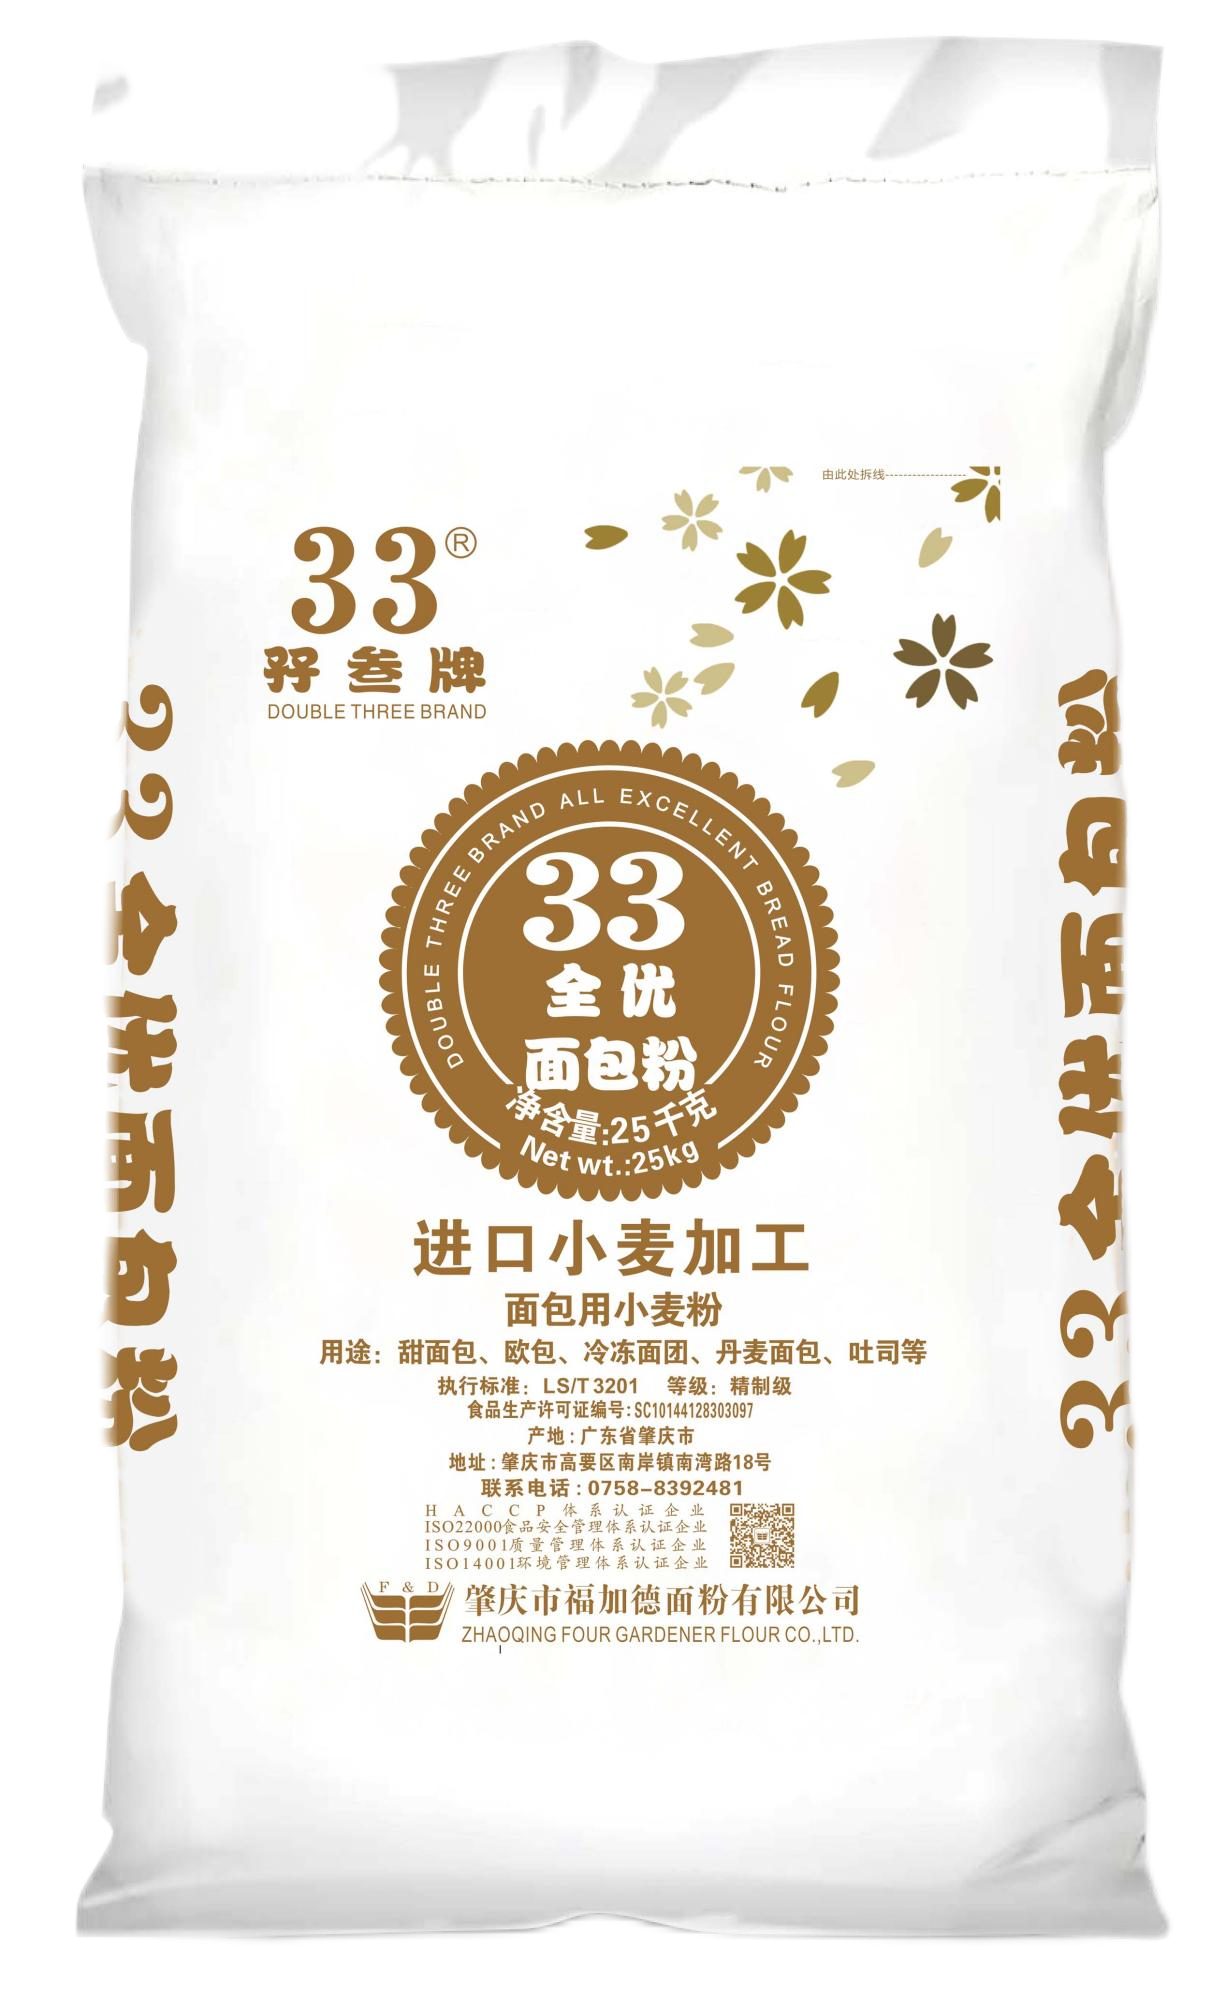 由此处拆线
33®
孖叁牌
DOUBLE THREE BRAND
DOUBLE THREE BRAND ALL EXCELLENT BREAD FLOUR
33
全优
面包粉
净含量:25千克
Net wt.:25kg
33全优面包粉
33全优面包粉
进口小麦加工
面包用小麦粉
用途：甜面包、欧包、冷冻面团、丹麦面包、吐司等
执行标准：LS/T 3201 等级：精制级
食品生产许可证编号:SC10144128303097
产地：广东省肇庆市
地址：肇庆市高要区南岸镇南湾路18号
联系电话：0758-8392481
HACCP体系认证企业
ISO22000食品安全管理体系认证企业
ISO9001质量管理体系认证企业
ISO14001环境管理体系认证企业
F & D
肇庆市福加德面粉有限公司
ZHAOQING FOUR GARDENER FLOUR CO.,LTD.